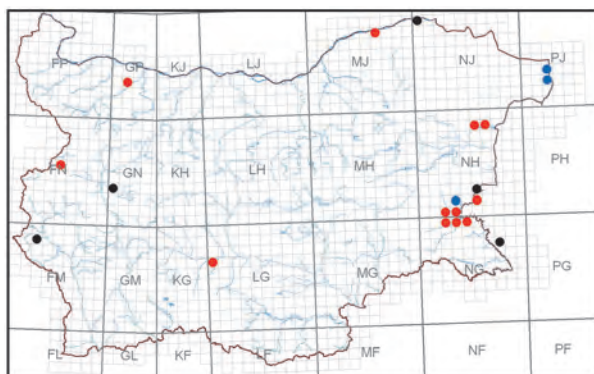 FP GP KJ LJ MJ NJ PJ
FN GN KH LH MH NH PH
FM GM KG LG MG NG PG
FL GL KF LF MF NF PF